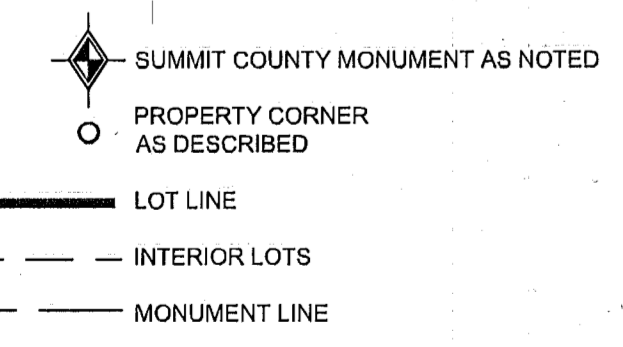 SUMMIT COUNTY MONUMENT AS NOTED
PROPERTY CORNER
AS DESCRIBED
LOT LINE
INTERIOR LOTS
MONUMENT LINE